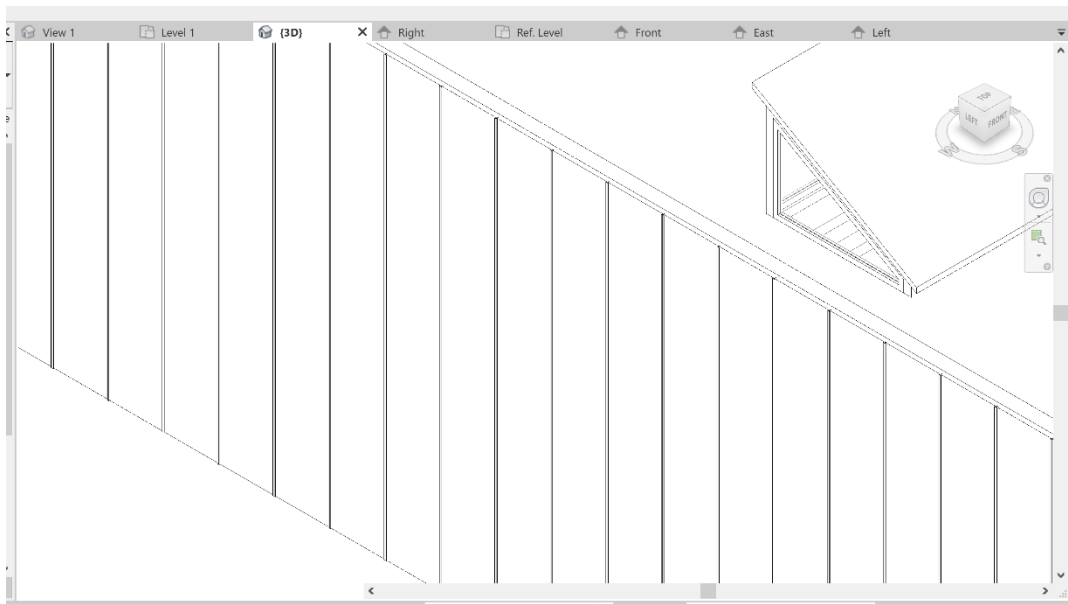 View 1 Level 1 {3D} X Right Ref. Level Front East Left
TOP
LEFT FRONT
W S
e